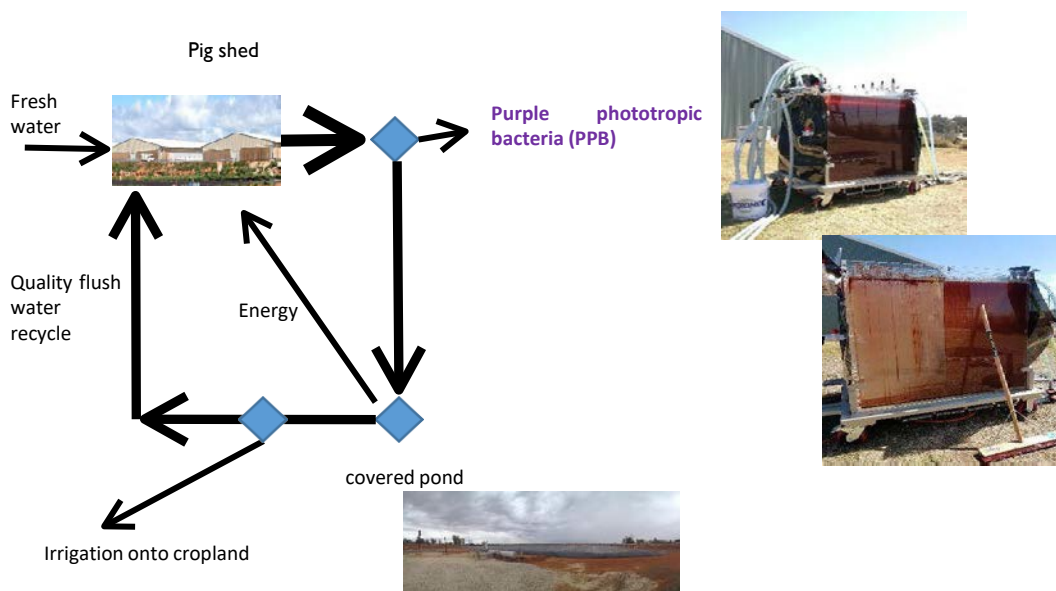 Pig shed
Fresh
water
Purple phototropic
bacteria (PPB)
Quality flush
water
recycle
Energy
covered pond
Irrigation onto cropland